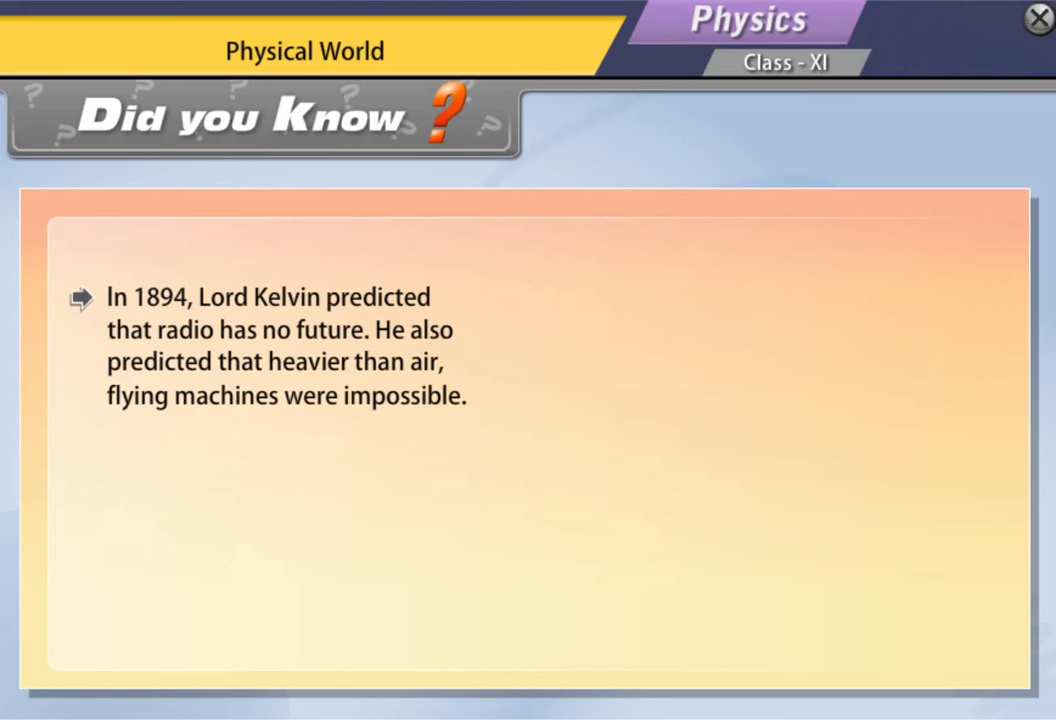 Physics
Physical World
Class - XI
Did you Know ?
In 1894, Lord Kelvin predicted
that radio has no future. He also
predicted that heavier than air,
flying machines were impossible.